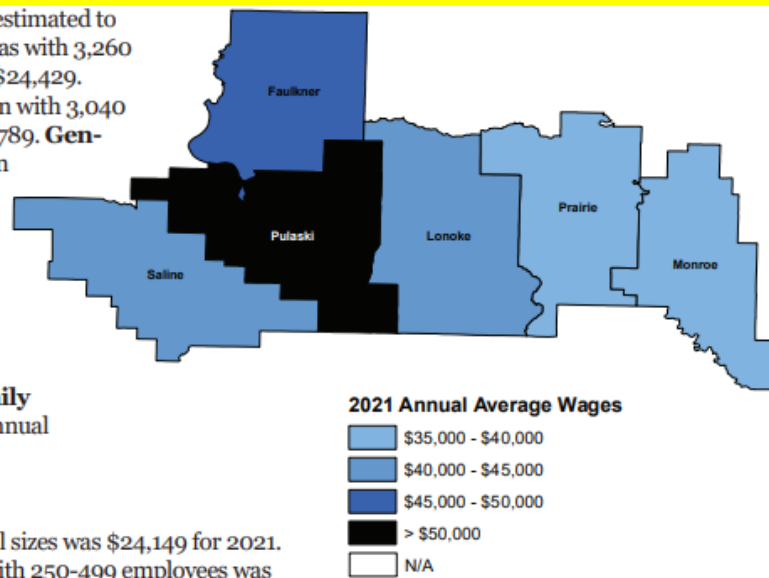 estimated to
as with 3,260
$24,429.
n with 3,040
789. Gen-
n
Faulkner
Prairie
Pulaski
Lonoke
Monroe
Saline
ily
nnual
2021 Annual Average Wages
$35,000 - $40,000
$40,000 - $45,000
$45,000 - $50,000
> $50,000
N/A
l sizes was $24,149 for 2021.
ith 250-499 employees was